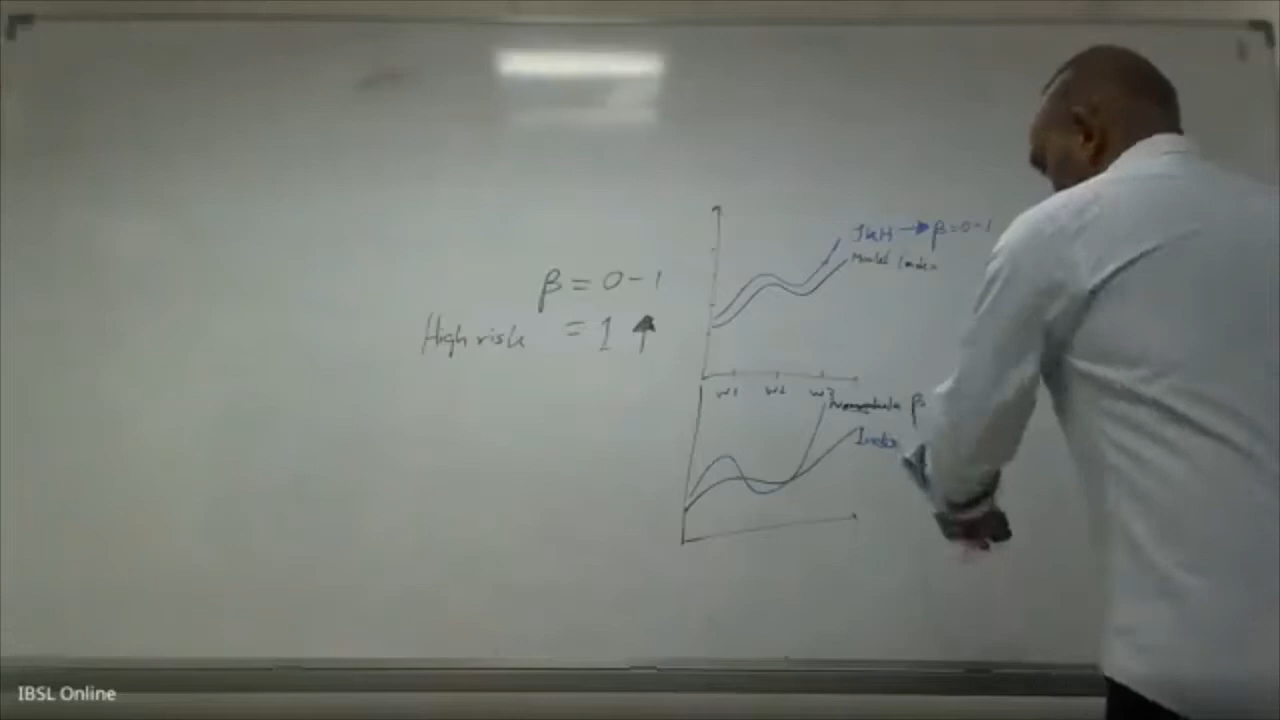 β = 0 - 1
High risk = 1 ↑
JKH → β = 0 - 1
Market Index
W1 W2 W3
β
Index
IBSL Online